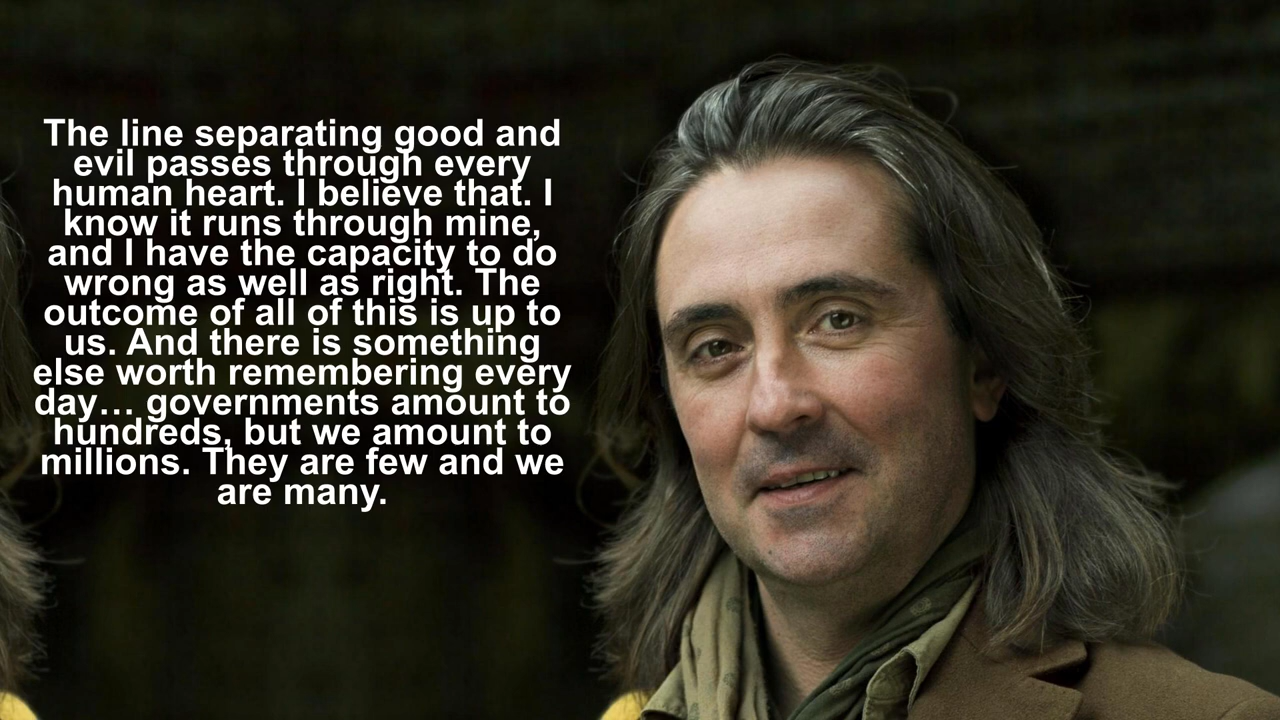 The line separating good and
evil passes through every
human heart. I believe that. I
know it runs through mine,
and I have the capacity to do
wrong as well as right. The
outcome of all of this is up to
us. And there is something
else worth remembering every
day… governments amount to
hundreds, but we amount to
millions. They are few and we
are many.